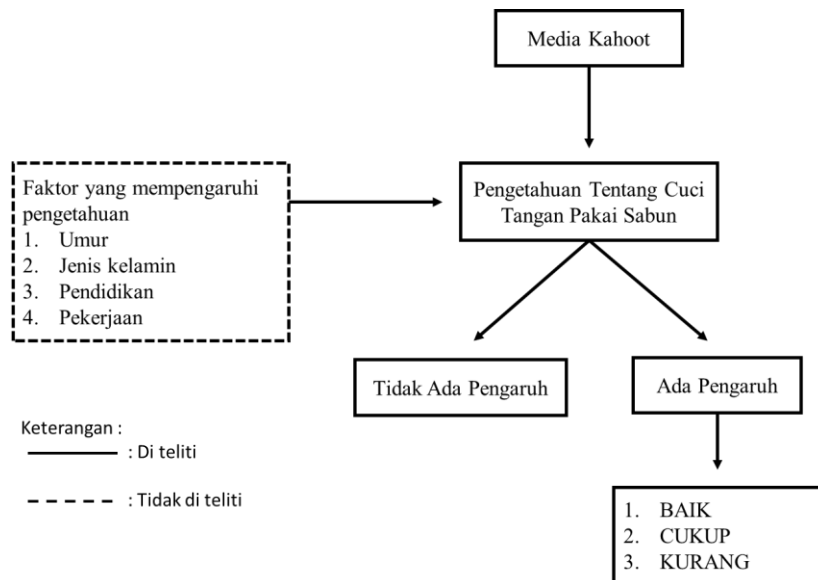 Media Kahoot
Faktor yang mempengaruhi
pengetahuan
1. Umur
2. Jenis kelamin
3. Pendidikan
4. Pekerjaan
Pengetahuan Tentang Cuci
Tangan Pakai Sabun
Tidak Ada Pengaruh
Ada Pengaruh
Keterangan :
: Di teliti
: Tidak di teliti
1. BAIK
2. CUKUP
3. KURANG